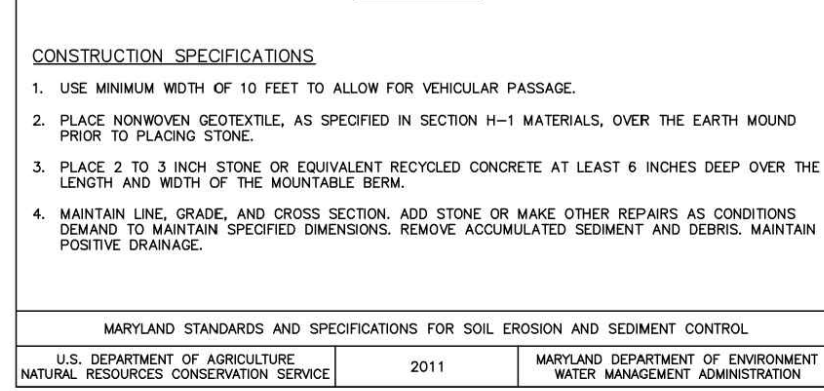 CONSTRUCTION SPECIFICATIONS
1. USE MINIMUM WIDTH OF 10 FEET TO ALLOW FOR VEHICULAR PASSAGE.
2. PLACE NONWOVEN GEOTEXTILE, AS SPECIFIED IN SECTION H-1 MATERIALS, OVER THE EARTH MOUND
PRIOR TO PLACING STONE.
3. PLACE 2 TO 3 INCH STONE OR EQUIVALENT RECYCLED CONCRETE AT LEAST 6 INCHES DEEP OVER THE
LENGTH AND WIDTH OF THE MOUNTABLE BERM.
4. MAINTAIN LINE, GRADE, AND CROSS SECTION. ADD STONE OR MAKE OTHER REPAIRS AS CONDITIONS
DEMAND TO MAINTAIN SPECIFIED DIMENSIONS. REMOVE ACCUMULATED SEDIMENT AND DEBRIS. MAINTAIN
POSITIVE DRAINAGE.
MARYLAND STANDARDS AND SPECIFICATIONS FOR SOIL EROSION AND SEDIMENT CONTROL
U.S. DEPARTMENT OF AGRICULTURE
NATURAL RESOURCES CONSERVATION SERVICE
2011
MARYLAND DEPARTMENT OF ENVIRONMENT
WATER MANAGEMENT ADMINISTRATION